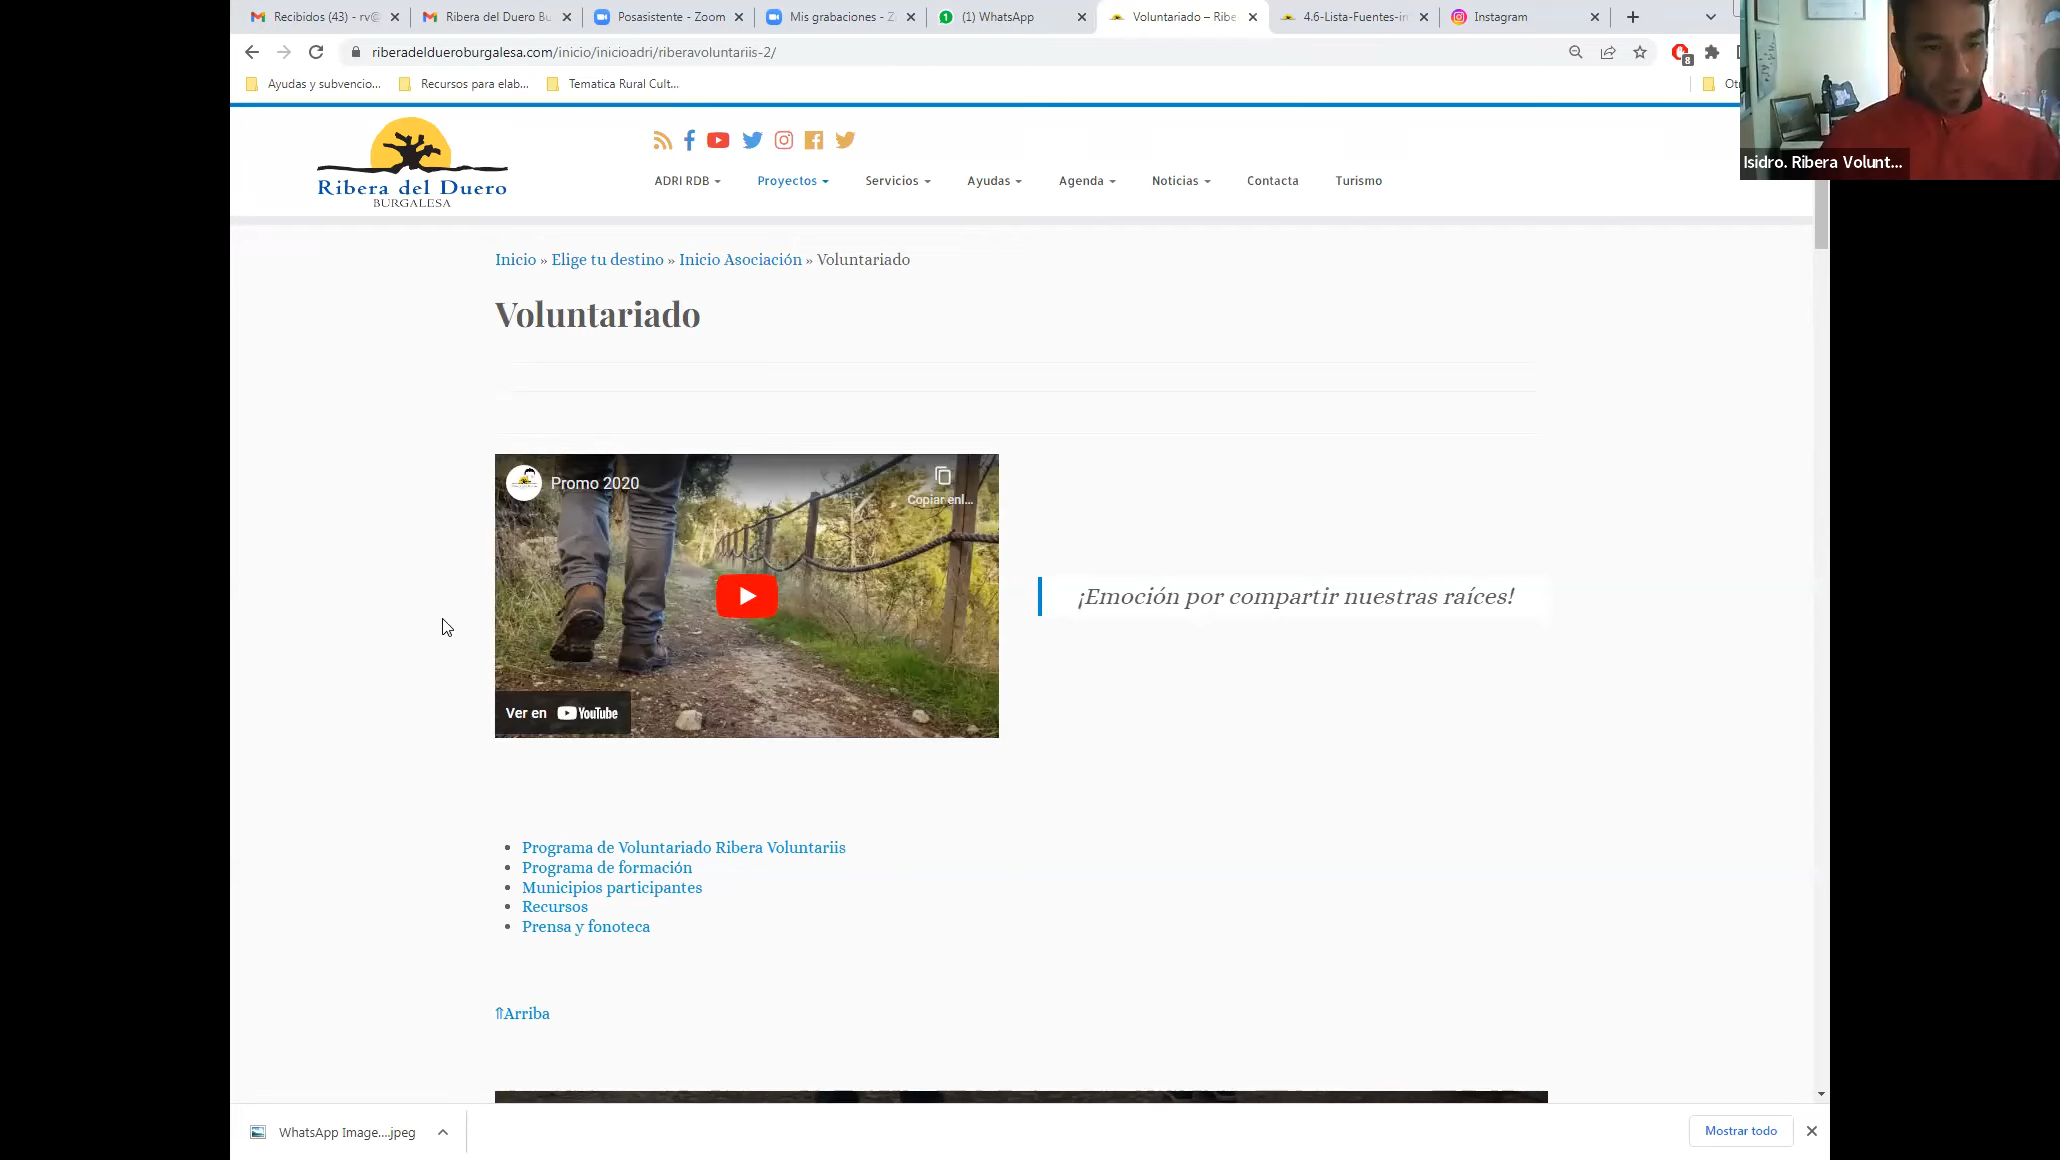 Recibidos (43) - rv@
Ribera del Duero Bu
Posasistente - Zoom
Mis grabaciones - Z
(1) WhatsApp
Voluntariado – Ribe
4.6-Lista-Fuentes-in
Instagram
riberadeldueroburgalesa.com/inicio/inicioadri/riberavoluntariis-2/
8
Ayudas y subvencio...
Recursos para elab...
Tematica Rural Cult...
Ribera del Duero
BURGALESA
ADRI RDB
Proyectos
Servicios
Ayudas
Agenda
Noticias
Contacta
Turismo
Isidro. Ribera Volunt...
Inicio » Elige tu destino » Inicio Asociación » Voluntariado
Voluntariado
Promo 2020
Copiar enl...
¡Emoción por compartir nuestras raíces!
Ver en YouTube
Programa de Voluntariado Ribera Voluntariis
Programa de formación
Municipios participantes
Recursos
Prensa y fonoteca
⇑Arriba
WhatsApp Image....jpeg
Mostrar todo